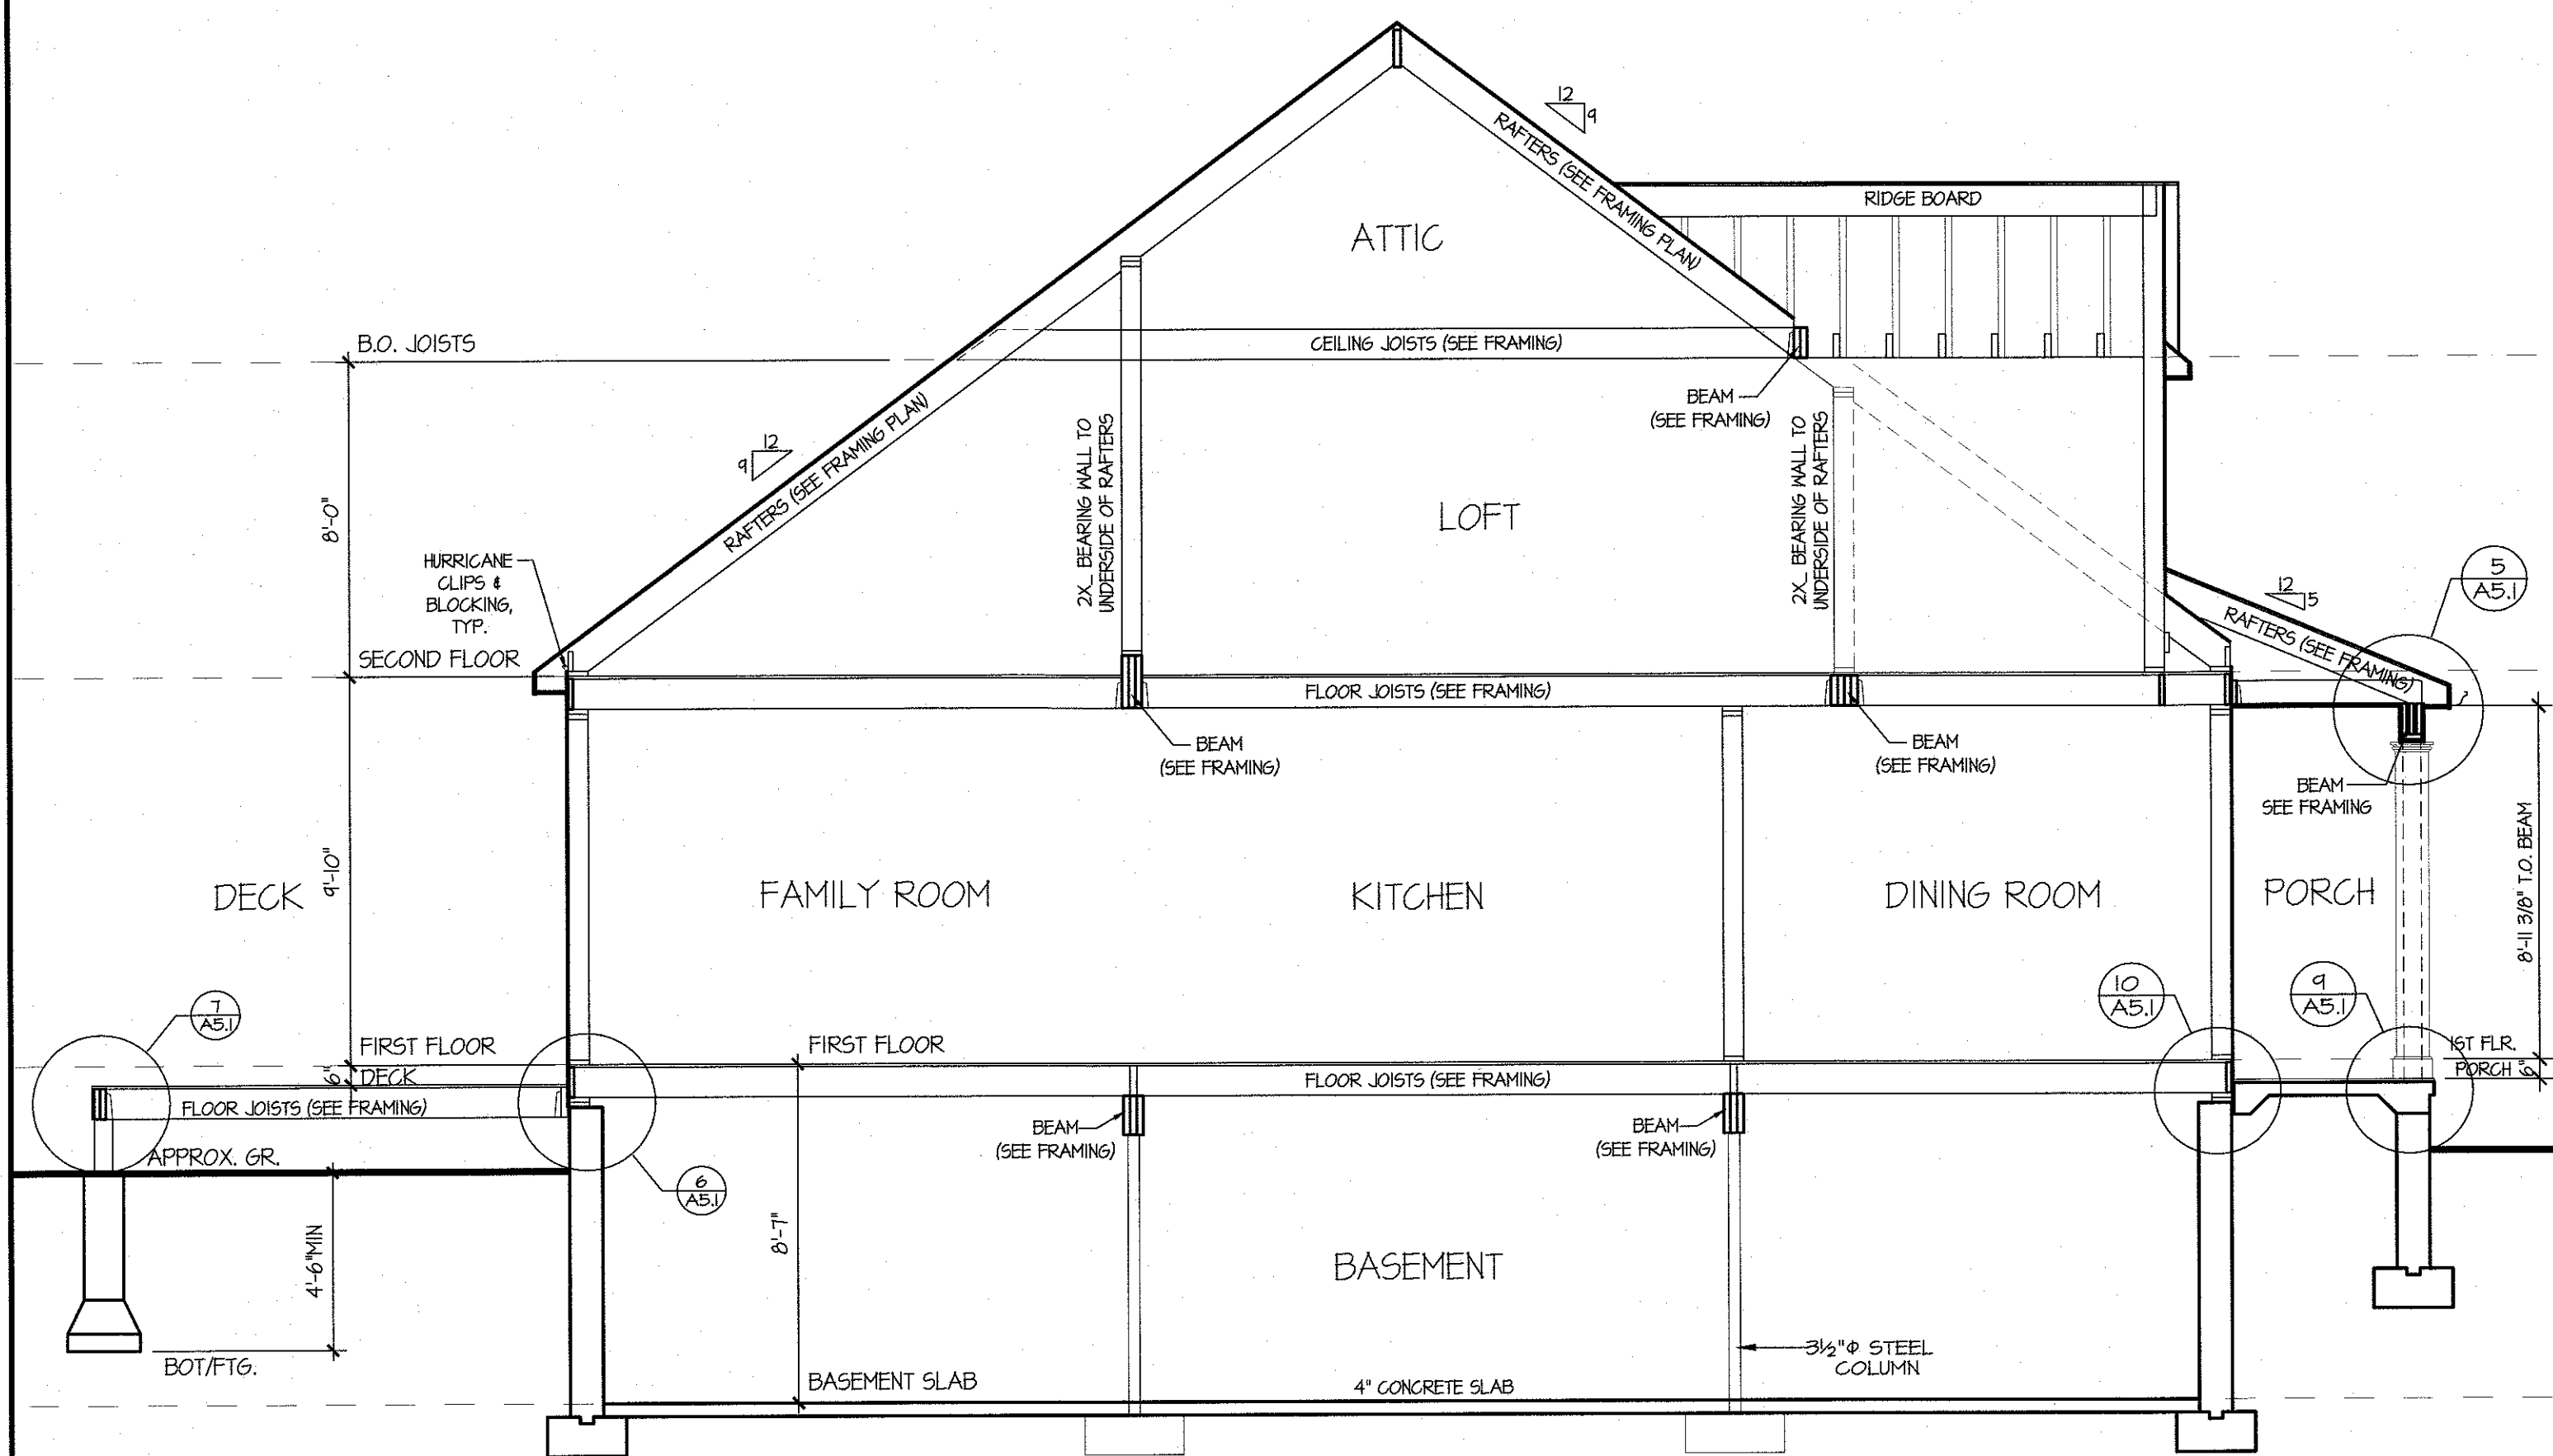 12
9
RAFTERS (SEE FRAMING PLAN)
RIDGE BOARD
ATTIC
B.O. JOISTS
CEILING JOISTS (SEE FRAMING)
BEAM
(SEE FRAMING)
12
9
RAFTERS (SEE FRAMING PLAN)
2X_ BEARING WALL TO
UNDERSIDE OF RAFTERS
2X_ BEARING WALL TO
UNDERSIDE OF RAFTERS
8'-0"
LOFT
HURRICANE
CLIPS &
BLOCKING,
TYP.
5
A5.1
12
5
RAFTERS (SEE FRAMING)
SECOND FLOOR
FLOOR JOISTS (SEE FRAMING)
BEAM
(SEE FRAMING)
BEAM
(SEE FRAMING)
BEAM
SEE FRAMING
9'-10"
8'-11 3/8" T.O. BEAM
DECK
FAMILY ROOM
KITCHEN
DINING ROOM
PORCH
7
A5.1
10
A5.1
9
A5.1
FIRST FLOOR
FIRST FLOOR
1ST FLR.
6"
DECK
PORCH
6"
FLOOR JOISTS (SEE FRAMING)
FLOOR JOISTS (SEE FRAMING)
BEAM
(SEE FRAMING)
BEAM
(SEE FRAMING)
APPROX. GR.
6
A5.1
8'-7"
4'-6"MIN
BASEMENT
3½"Φ STEEL
COLUMN
BOT/FTG.
BASEMENT SLAB
4" CONCRETE SLAB